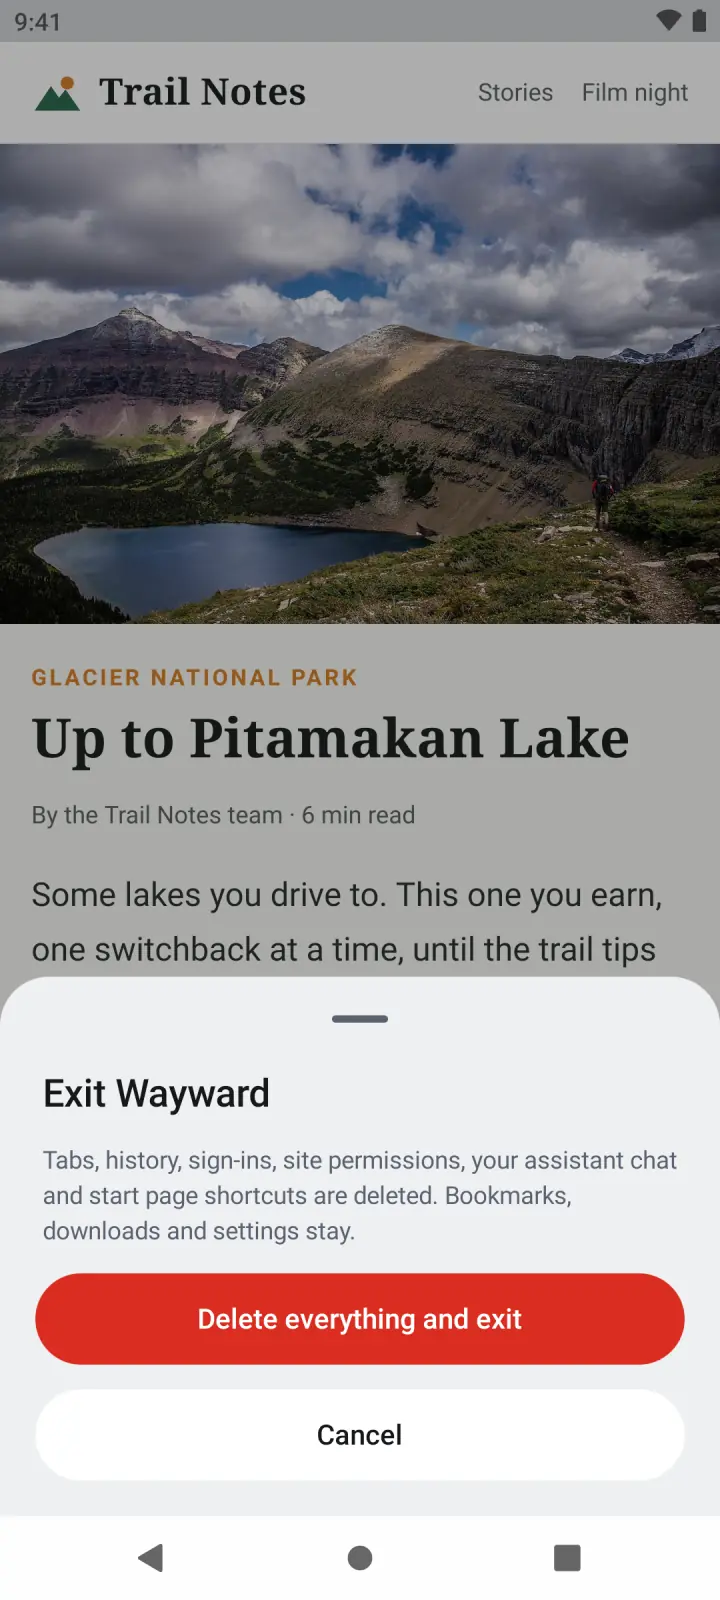 9:41
Trail Notes
Stories
Film night
GLACIER NATIONAL PARK
Up to Pitamakan Lake
By the Trail Notes team · 6 min read
Some lakes you drive to. This one you earn,
one switchback at a time, until the trail tips
Exit Wayward
Tabs, history, sign-ins, site permissions, your assistant chat
and start page shortcuts are deleted. Bookmarks,
downloads and settings stay.
Delete everything and exit
Cancel